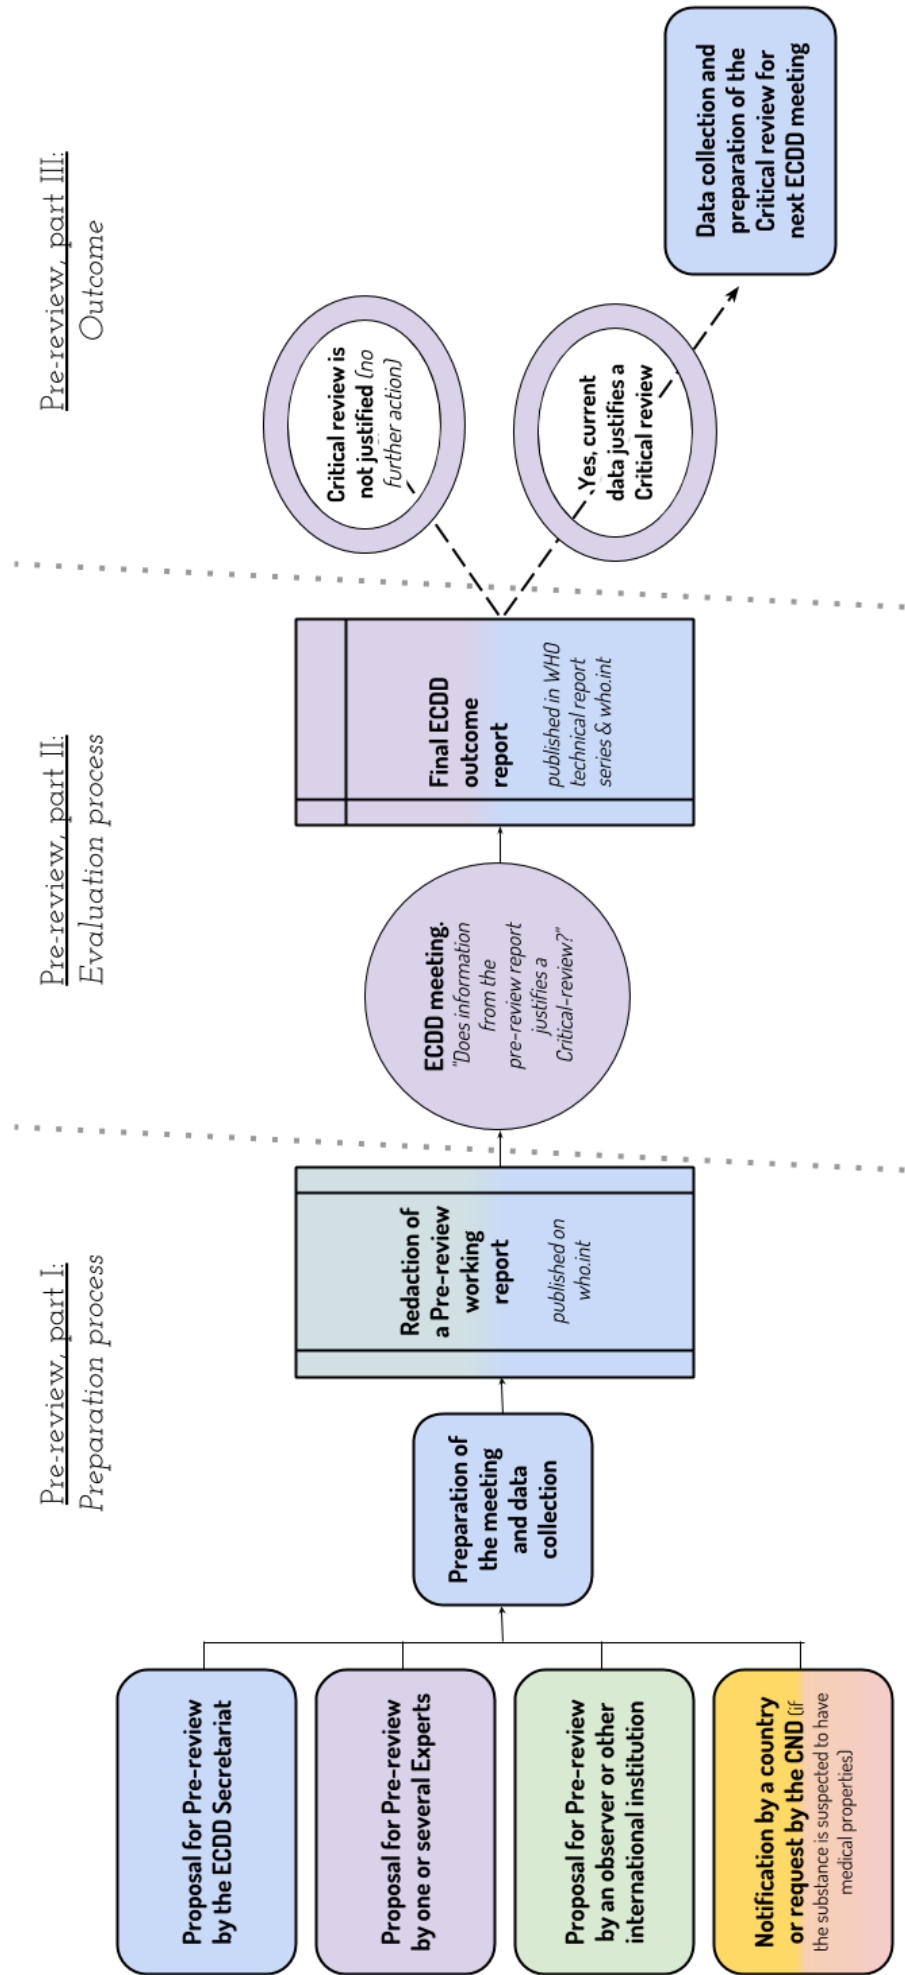 Pre-review, part I:
Preparation process
Proposal for Pre-review
by the ECDD Secretariat
Proposal for Pre-review
by one or several Experts
Proposal for Pre-review
by an observer or other
international institution
Notification by a country
or request by the CND (if
the substance is suspected to have
medical properties)
Preparation of
the meeting
and data
collection
Redaction of
a Pre-review
working
report
published on
who.int
Pre-review, part II:
Evaluation process
ECDD meeting.
"Does information
from the
pre-review report
justifies a
Critical-review?"
Final ECDD
outcome
report
published in WHO
technical report
series & who.int
Pre-review, part III:
Outcome
Critical review is
not justified (no
further action)
Yes, current
data justifies a
Critical review
Data collection and
preparation of the
Critical review for
next ECDD meeting